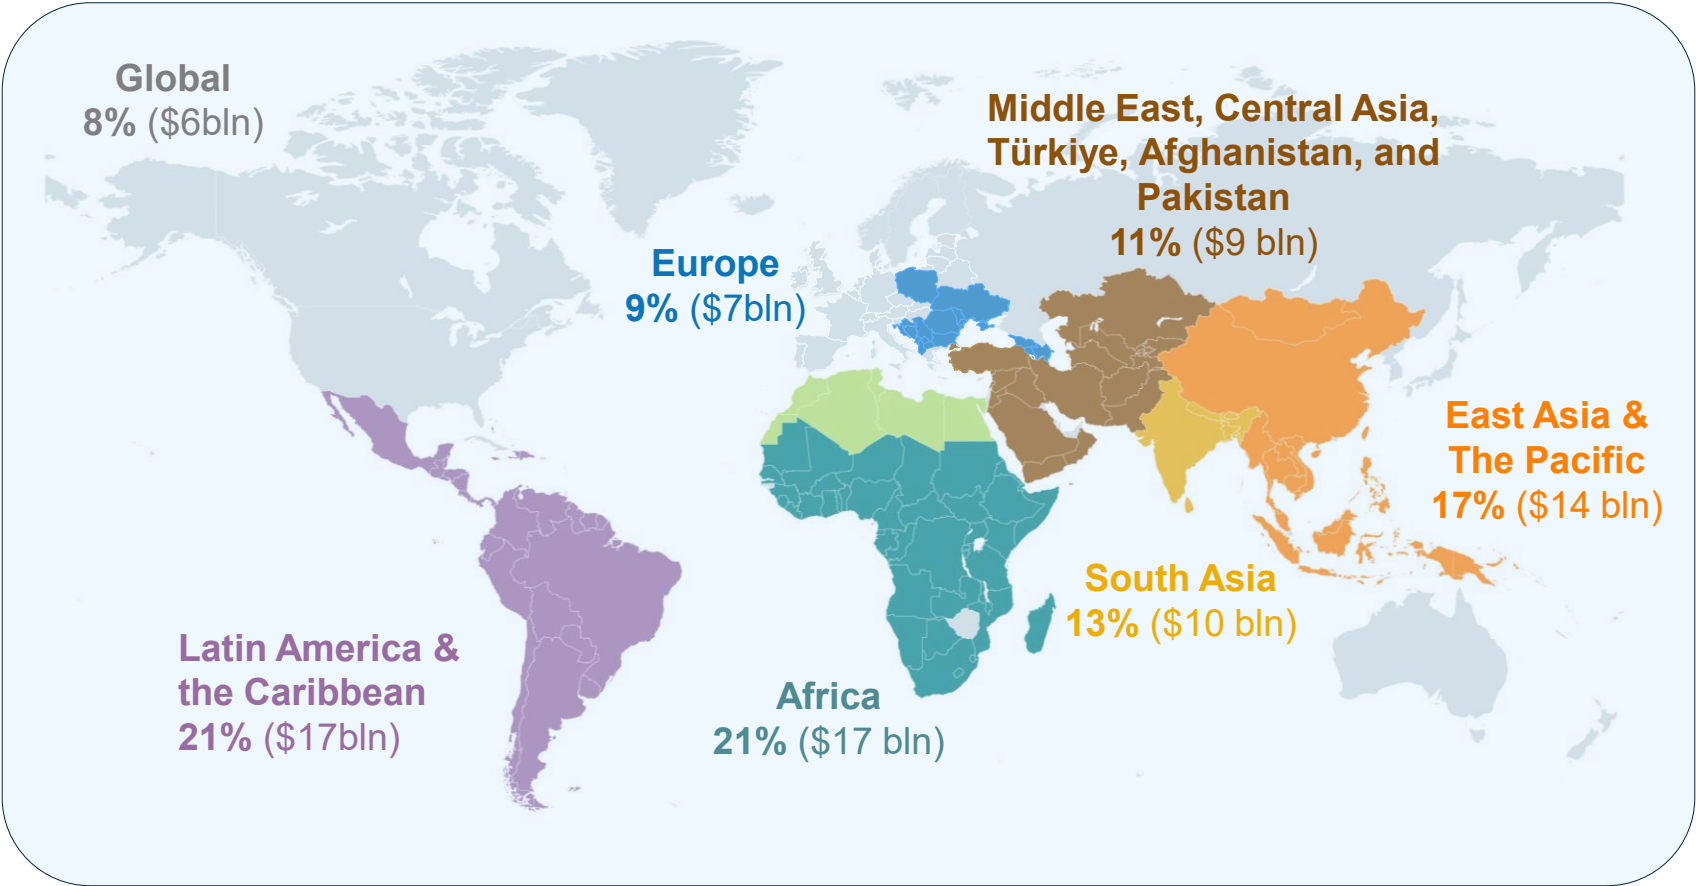 Global
8% ($6bln)
Middle East, Central Asia,
Türkiye, Afghanistan, and
Pakistan
11% ($9 bln)
Europe
9% ($7bln)
East Asia &
The Pacific
17% ($14 bln)
South Asia
13% ($10 bln)
Latin America &
the Caribbean
21% ($17bln)
Africa
21% ($17 bln)